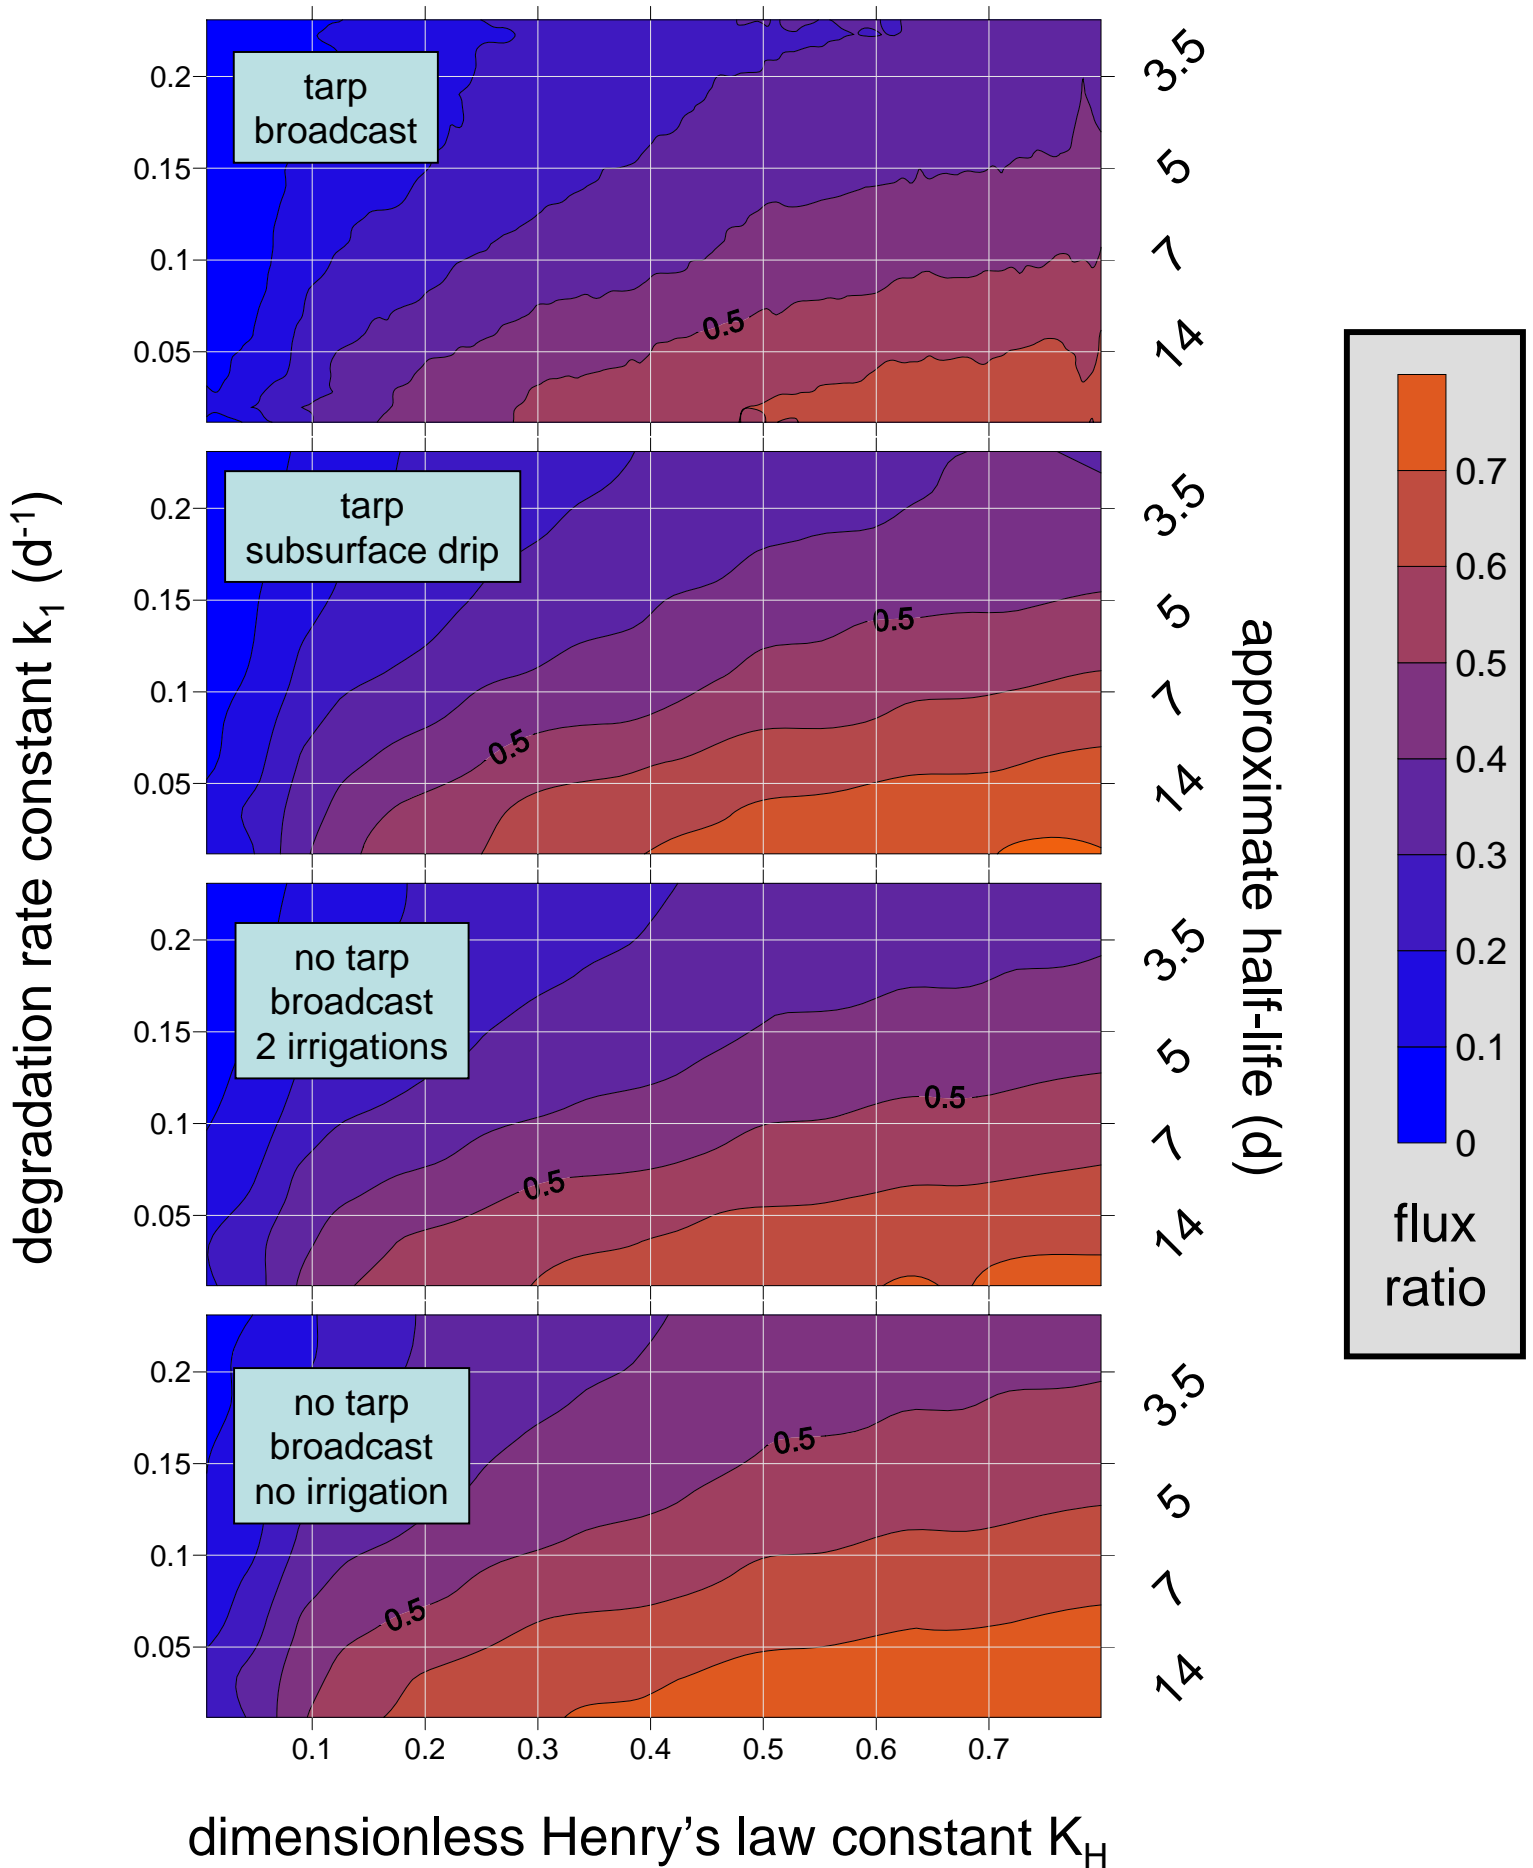 tarp
broadcast
0.2
0.15
0.1
0.05
0.5
3.5
5
7
14
tarp
subsurface drip
0.2
0.15
0.1
0.05
0.5
0.5
3.5
5
7
14
no tarp
broadcast
2 irrigations
0.2
0.15
0.1
0.05
0.5
0.5
3.5
5
7
14
no tarp
broadcast
no irrigation
0.2
0.15
0.1
0.05
0.5
0.5
3.5
5
7
14
0.1 0.2 0.3 0.4 0.5 0.6 0.7
dimensionless Henry's law constant K_H
degradation rate constant k₁ (d⁻¹)
approximate half-life (d)
0.7
0.6
0.5
0.4
0.3
0.2
0.1
0
flux
ratio